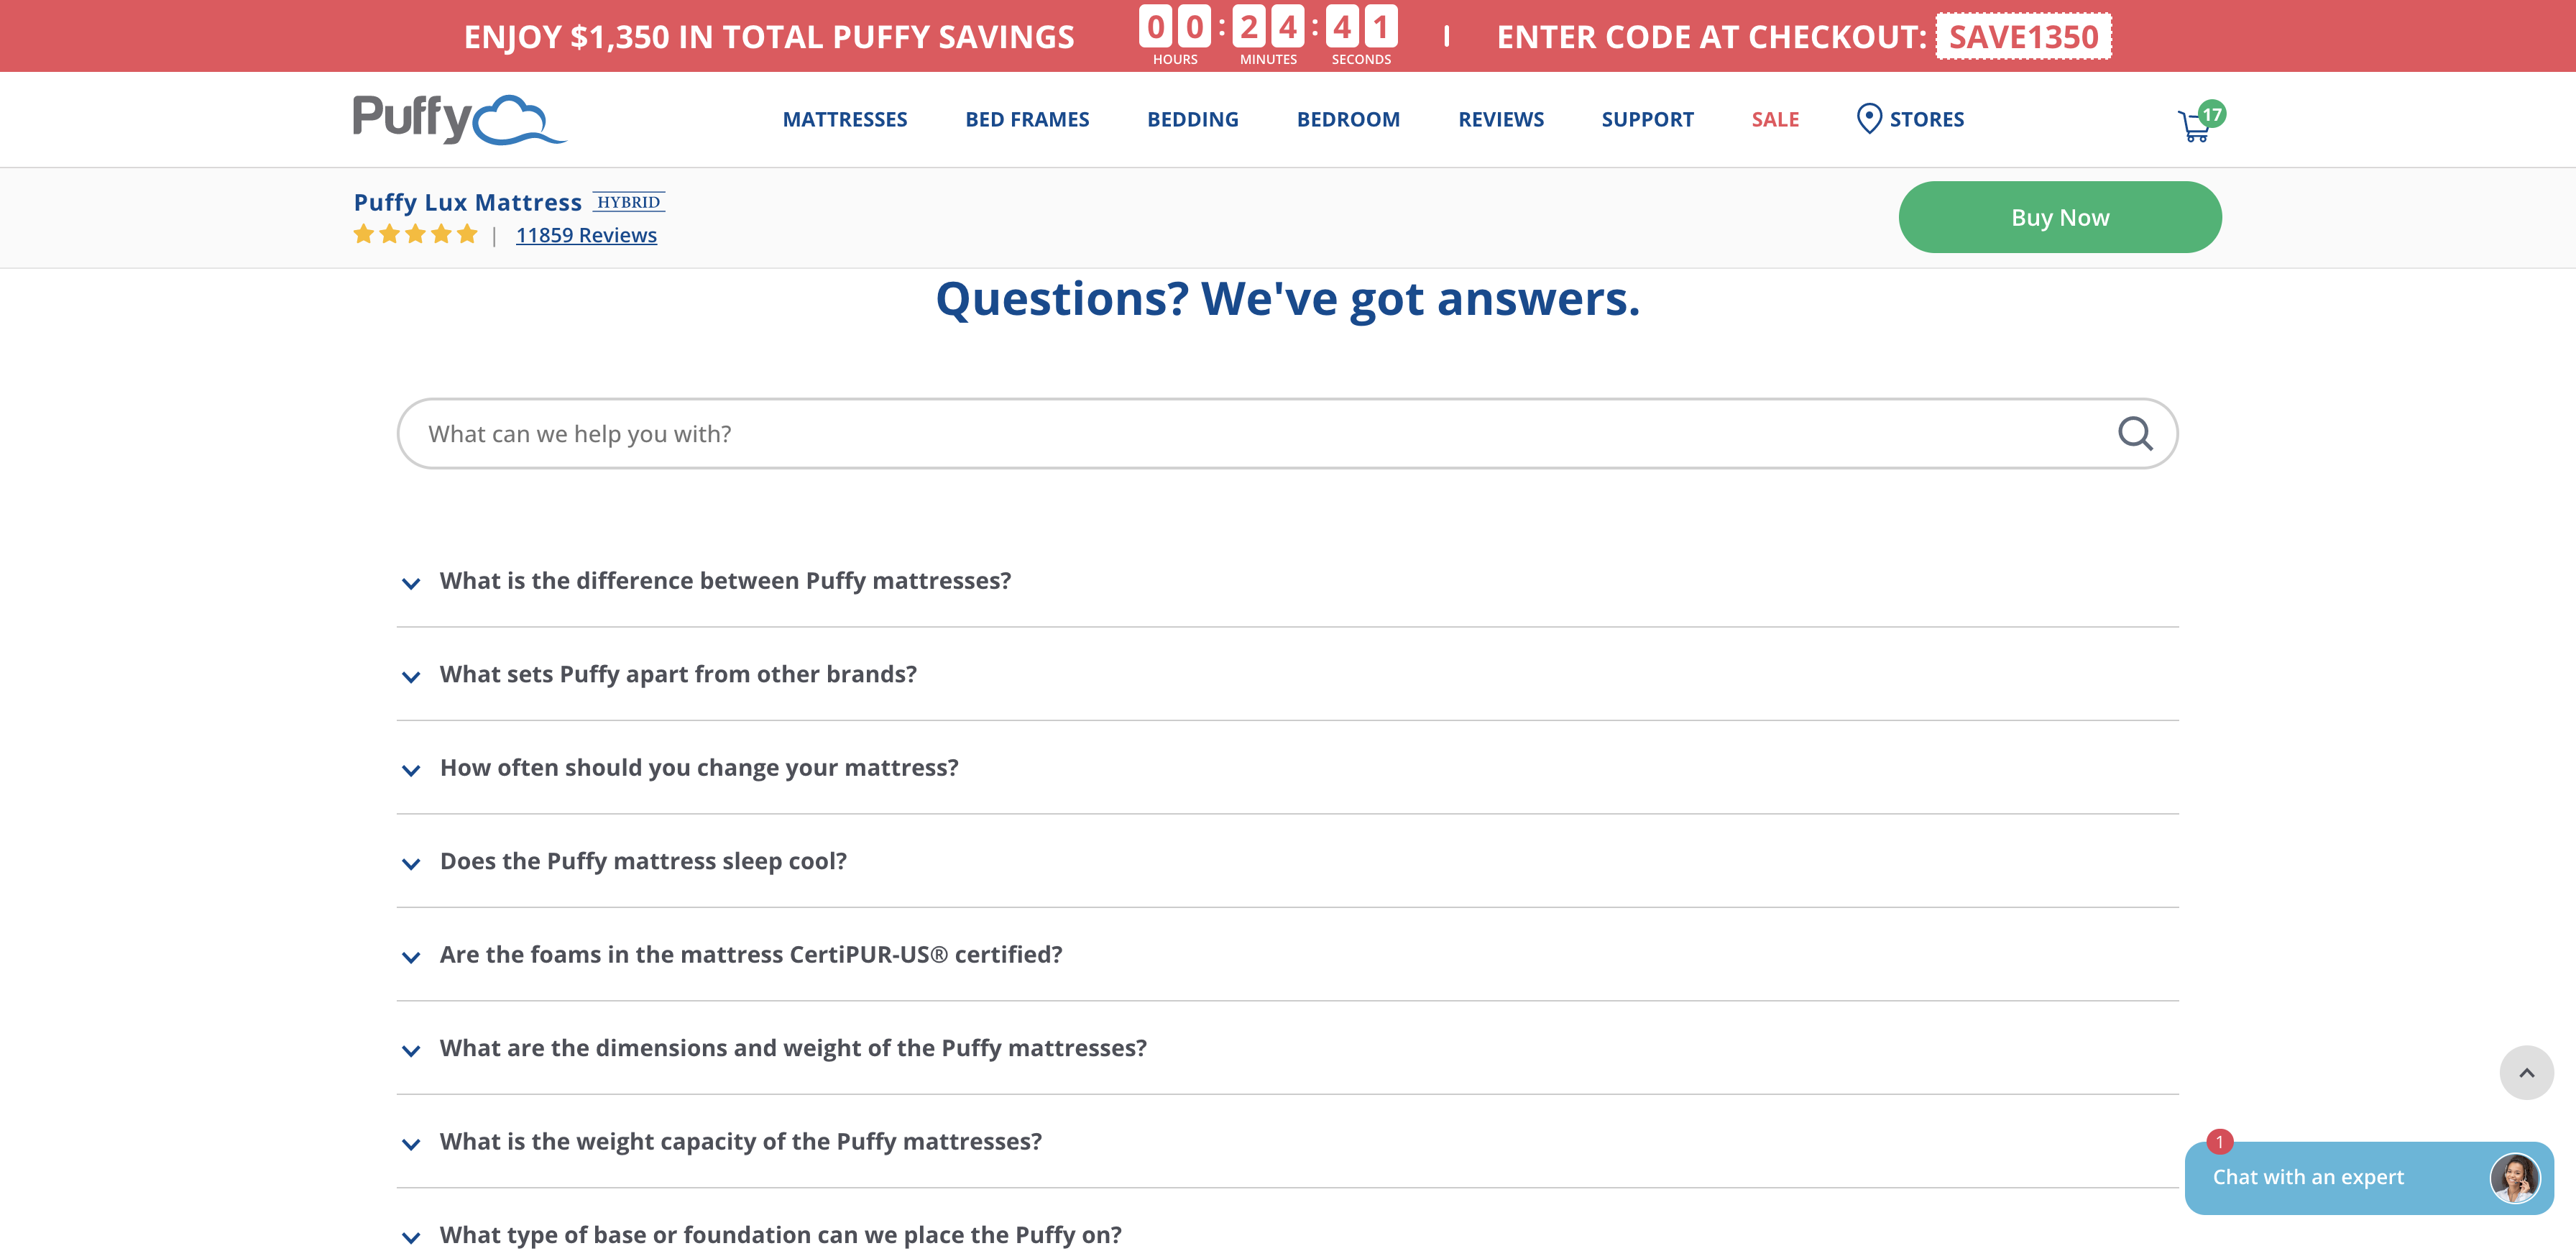 ENJOY $1,350 IN TOTAL PUFFY SAVINGS
00 : 24 : 41
HOURS MINUTES SECONDS
ENTER CODE AT CHECKOUT: SAVE1350
Puffy
MATTRESSES BED FRAMES BEDDING BEDROOM REVIEWS SUPPORT SALE STORES
17
Puffy Lux Mattress HYBRID
| 11859 Reviews
Buy Now
Questions? We've got answers.
What can we help you with?
What is the difference between Puffy mattresses?
What sets Puffy apart from other brands?
How often should you change your mattress?
Does the Puffy mattress sleep cool?
Are the foams in the mattress CertiPUR-US® certified?
What are the dimensions and weight of the Puffy mattresses?
What is the weight capacity of the Puffy mattresses?
1
Chat with an expert
What type of base or foundation can we place the Puffy on?